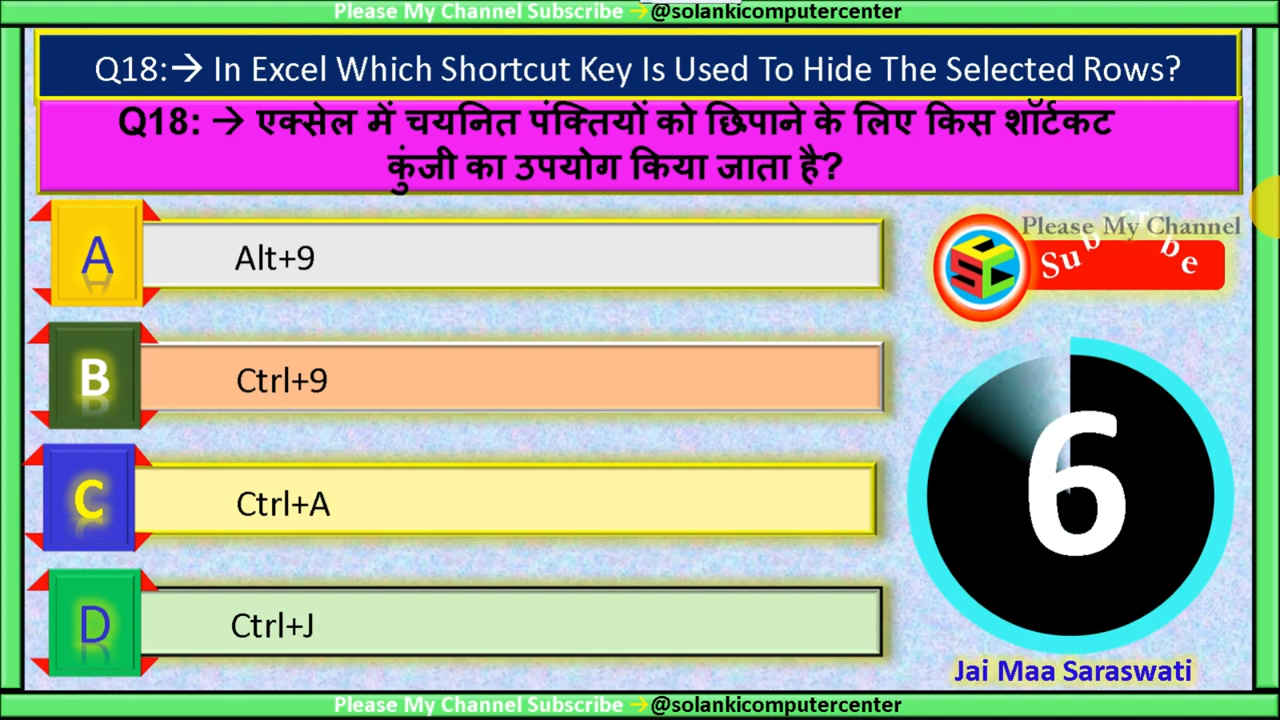 Please My Channel Subscribe → @solankicomputercenter
Q18:→ In Excel Which Shortcut Key Is Used To Hide The Selected Rows?
Q18: → एक्सेल में चयनित पंक्तियों को छिपाने के लिए किस शॉर्टकट
कुंजी का उपयोग किया जाता है?
A Alt+9
B Ctrl+9
C Ctrl+A
D Ctrl+J
Please My Channel
Subscribe
SCC
6
Jai Maa Saraswati
Please My Channel Subscribe → @solankicomputercenter